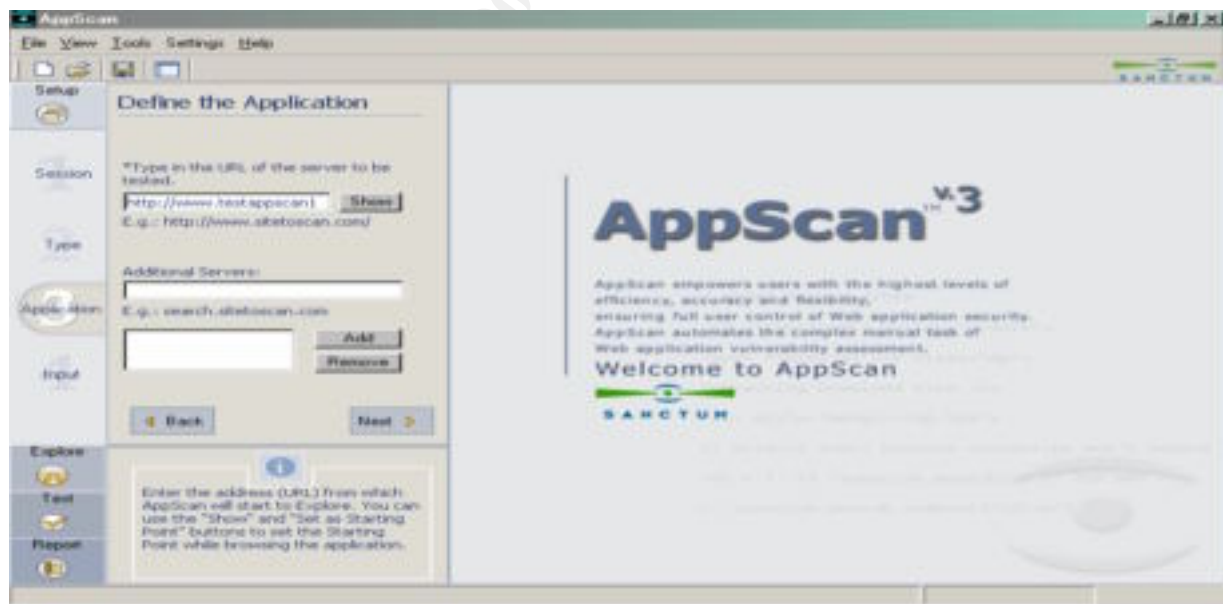 AppScan
File View Tools Settings Help
SANCTUM
Setup
Define the Application
Session
*Type in the URL of the server to be
tested.
http://www.testappscan1 Show
E.g.: http://www.sitetoscan.com/
Type
Additional Servers:
Application
E.g.: search.sitetoscan.com
Add
Remove
Input
Back Next
Explore
Test
Report
Enter the address (URL) from which
AppScan will start to Explore. You can
use the "Show" and "Set as Starting
Point" buttons to set the Starting
Point while browsing the application.
AppScan™ v.3
AppScan empowers users with the highest levels of
efficiency, accuracy and flexibility,
ensuring full user control of Web application security.
AppScan automates the complex manual task of
Web application vulnerability assessment.
Welcome to AppScan
SANCTUM